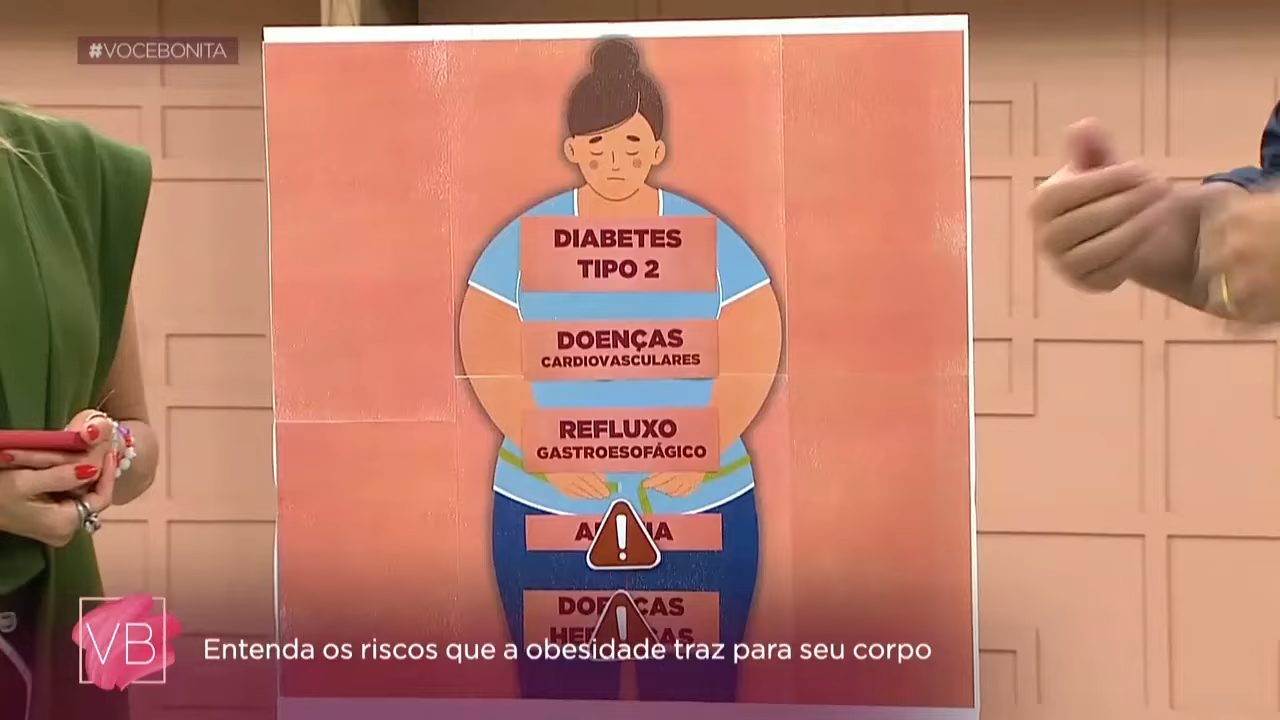 #VOCEBONITA
DIABETES
TIPO 2
DOENÇAS
CARDIOVASCULARES
REFLUXO
GASTROESOFÁGICO
!
!
VB
Entenda os riscos que a obesidade traz para seu corpo